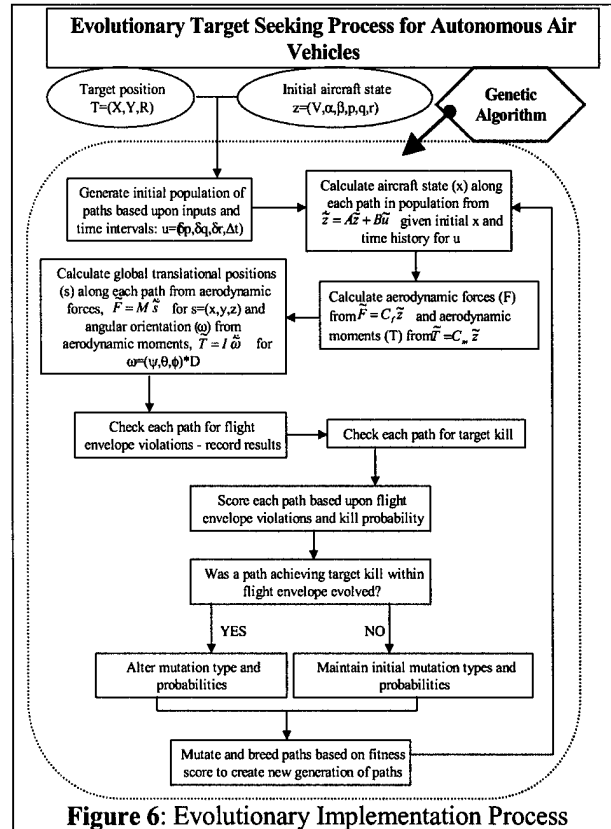 Evolutionary Target Seeking Process for Autonomous Air
Vehicles
Target position
T=(X,Y,R)
Initial aircraft state
z=(V,α,β,p,q,r)
Genetic
Algorithm
Generate initial population of
paths based upon inputs and
time intervals: u=(δp,δq,δr,Δt)
Calculate aircraft state (x) along
each path in population from
z̃̇ = Az̃ + Bũ given initial x and
time history for u
Calculate global translational positions
(s) along each path from aerodynamic
forces, F̃ = M s̃̈ for s=(x,y,z) and
angular orientation (ω) from
aerodynamic moments, T̃ = I ω̃̈ for
ω=(ψ,θ,ϕ)*D
Calculate aerodynamic forces (F)
from F̃ = C_f z̃ and aerodynamic
moments (T) from T̃ = C_m z̃
Check each path for flight
envelope violations - record results
Check each path for target kill
Score each path based upon flight
envelope violations and kill probability
Was a path achieving target kill within
flight envelope evolved?
YES
NO
Alter mutation type and
probabilities
Maintain initial mutation types and
probabilities
Mutate and breed paths based on fitness
score to create new generation of paths
Figure 6: Evolutionary Implementation Process